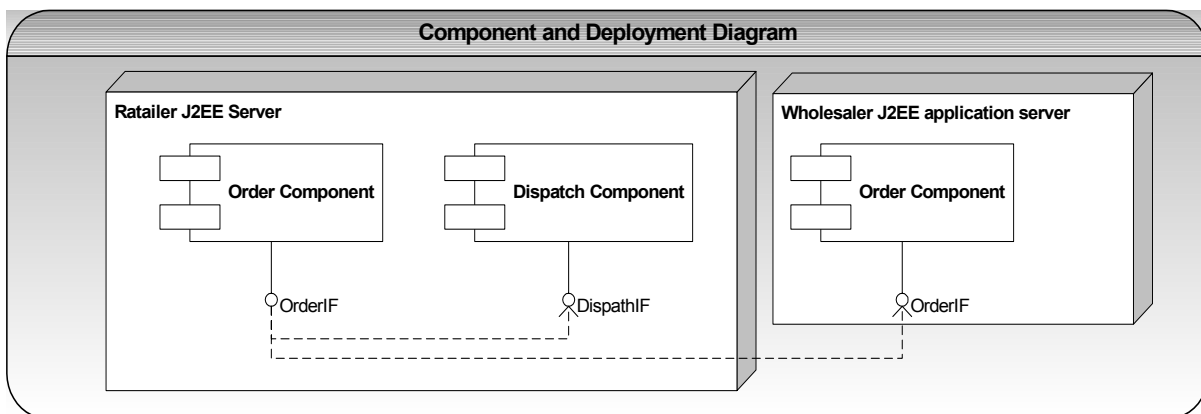 Component and Deployment Diagram
Ratailer J2EE Server
Wholesaler J2EE application server
Order Component
Dispatch Component
Order Component
OrderIF
DispathIF
OrderIF